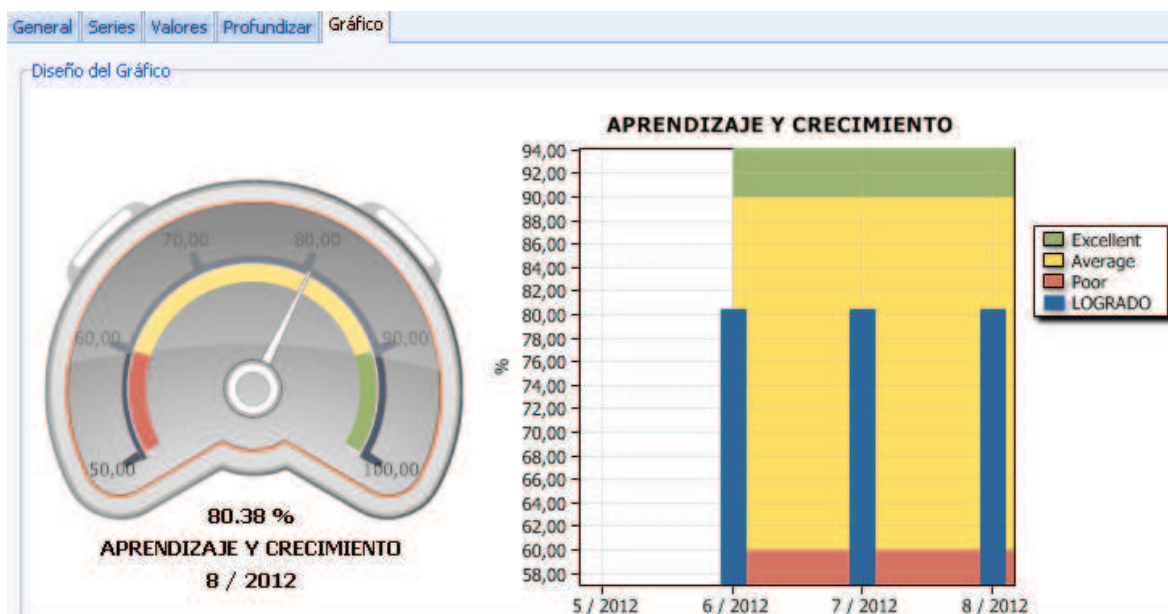 General Series Valores Profundizar Gráfico
Diseño del Gráfico
50,00
60,00
70,00
80,00
90,00
100,00
80.38 %
APRENDIZAJE Y CRECIMIENTO
8 / 2012
APRENDIZAJE Y CRECIMIENTO
94,00
92,00
90,00
88,00
86,00
84,00
82,00
80,00
78,00
76,00
74,00
72,00
70,00
68,00
66,00
64,00
62,00
60,00
58,00
%
5 / 2012 6 / 2012 7 / 2012 8 / 2012
Excellent
Average
Poor
LOGRADO